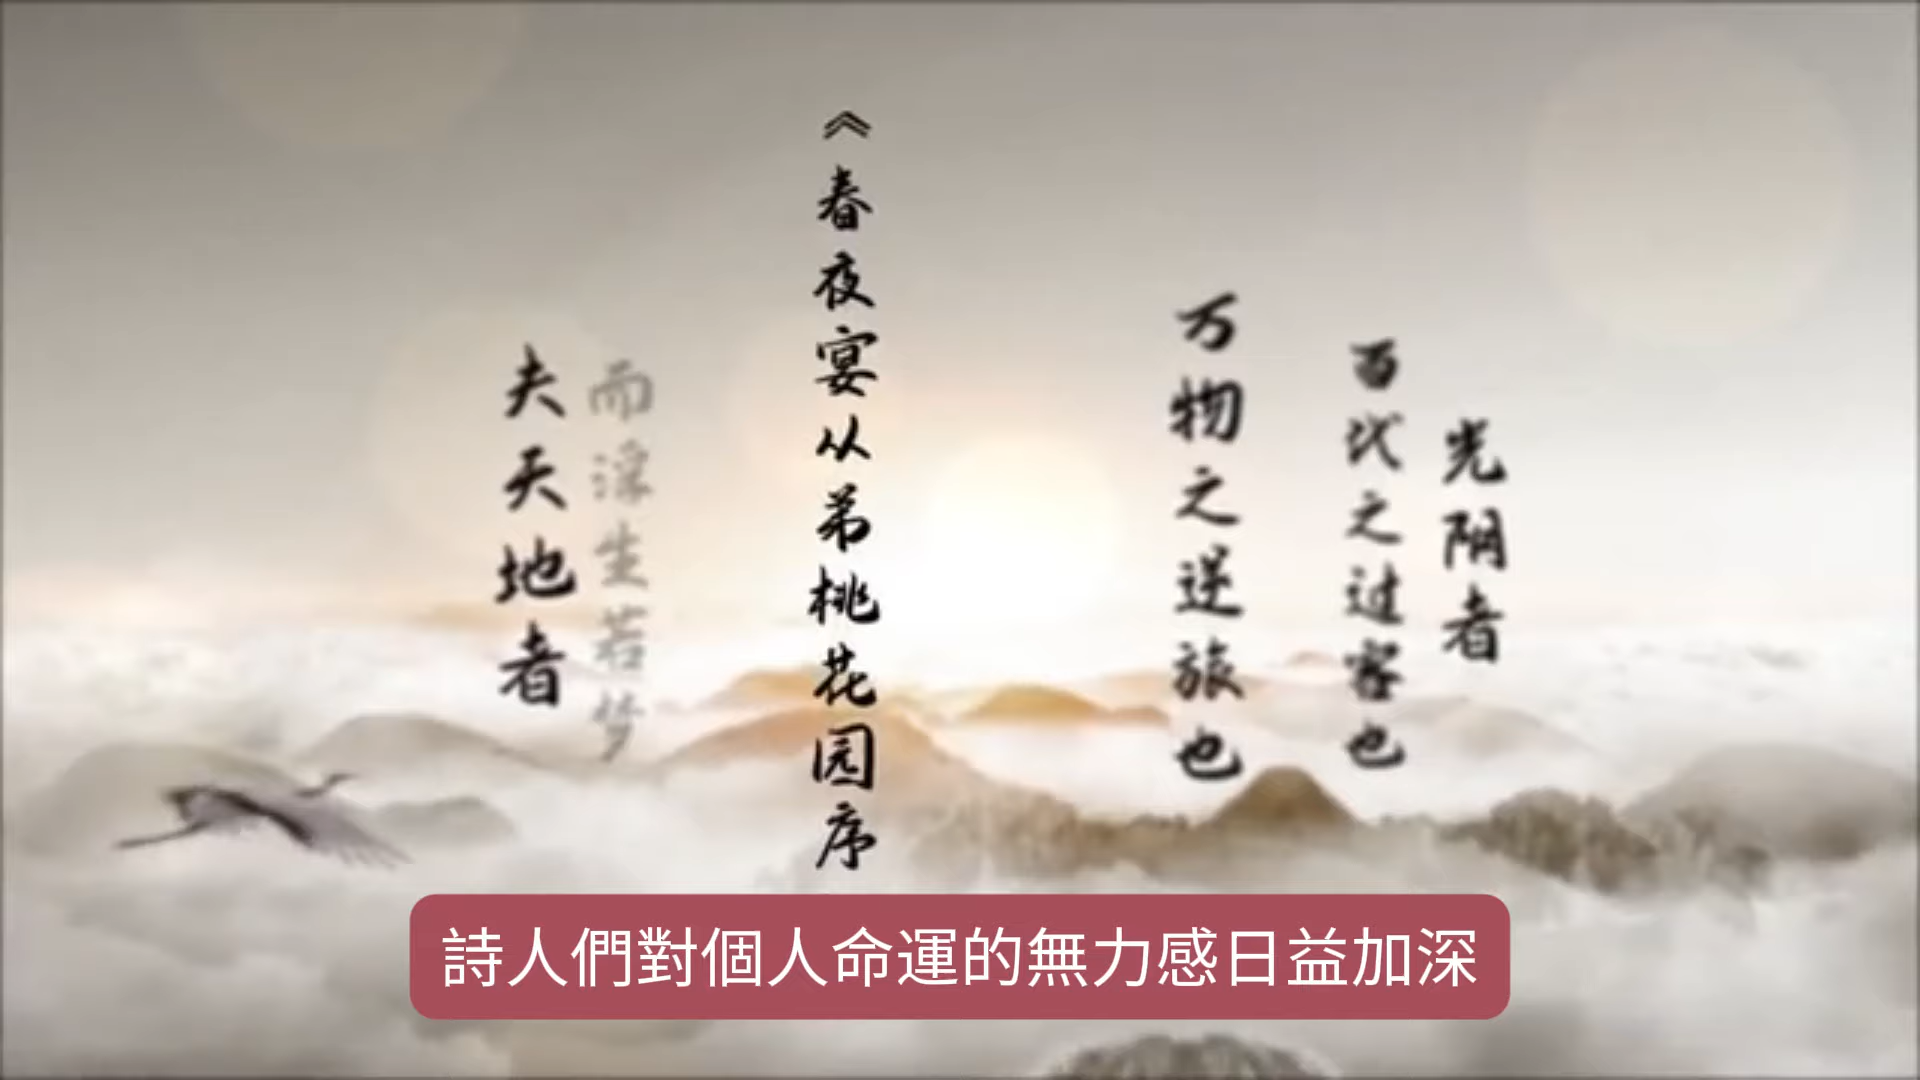 光阴者
百代之过客也
万物之逆旅也
《春夜宴从弟桃花园序
而浮生若梦
夫天地者
詩人們對個人命運的無力感日益加深